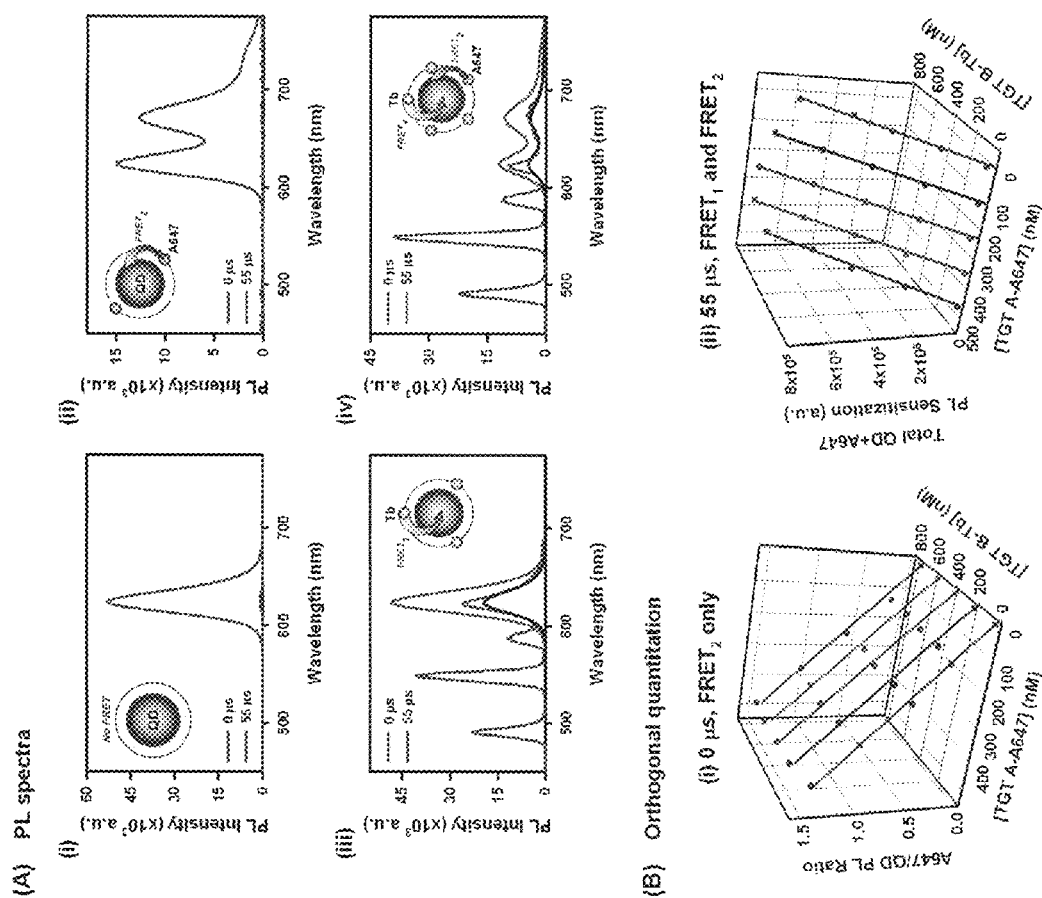 (A) PL spectra
(i)
PL Intensity (x10³ a.u.)
60
45
30
15
0
No FRET
QD
0 µs
55 µs
500
600
700
Wavelength (nm)
(ii)
PL Intensity (x10³ a.u.)
15
10
5
0
QD
FRET₂
A647
0 µs
55 µs
500
600
700
Wavelength (nm)
(iii)
PL Intensity (x10³ a.u.)
45
30
15
0
0 µs
55 µs
Tb
500
600
700
Wavelength (nm)
(iv)
PL Intensity (x10³ a.u.)
45
30
15
0
0 µs
55 µs
Tb
FRET₂
A647
500
600
700
Wavelength (nm)
(B) Orthogonal quantitation
(i) 0 µs, FRET₂ only
A647/QD PL Ratio
1.5
1.0
0.5
0.0
400
300
200
100
0
[TGT A-A647] (nM)
0
200
400
600
800
[TGT B-Tb] (nM)
(ii) 55 µs, FRET₁ and FRET₂
Total QD+A647
PL Sensitization (a.u.)
8x10⁵
6x10⁵
4x10⁵
2x10⁵
0
500
400
300
200
100
0
[TGT A-A647] (nM)
0
200
400
600
800
[TGT B-Tb] (nM)